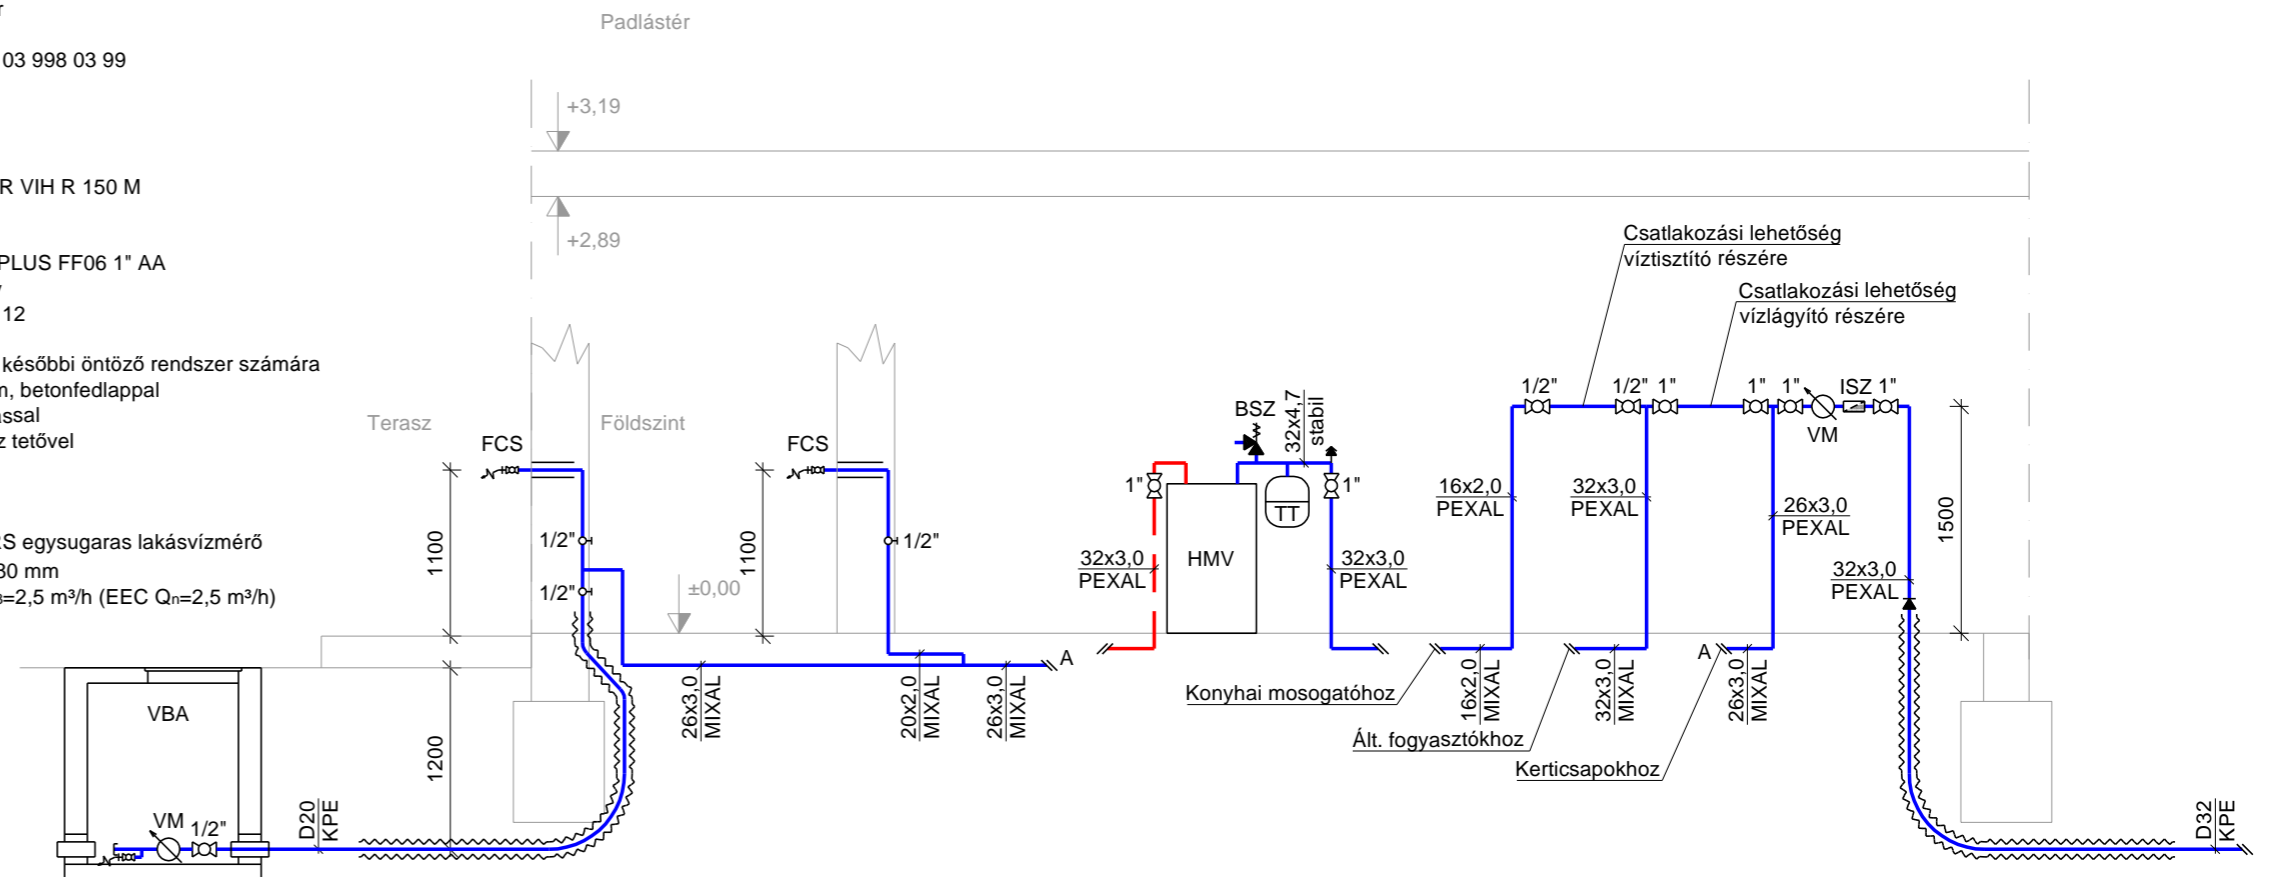 r
03 998 03 99
R VIH R 150 M
PLUS FF06 1" AA
12
későbbi öntöző rendszer számára
n, betonfedlappal
ással
z tetővel
RS egysugaras lakásvízmérő
80 mm
=2,5 m³/h (EEC Qn=2,5 m³/h)
Padlástér
+3,19
+2,89
Terasz
Földszint
±0,00
FCS
FCS
1/2"
1/2"
1/2"
1100
1100
1200
1500
VBA
VM
1/2"
D20
KPE
26x3,0
MIXAL
20x2,0
MIXAL
26x3,0
MIXAL
A
BSZ
32x4,7
stabil
1"
1"
TT
HMV
32x3,0
PEXAL
32x3,0
PEXAL
Csatlakozási lehetőség
víztisztító részére
Csatlakozási lehetőség
vízlágyító részére
1/2"
1/2"
1"
1"
1"
ISZ
1"
VM
16x2,0
PEXAL
32x3,0
PEXAL
26x3,0
PEXAL
32x3,0
PEXAL
A
16x2,0
MIXAL
32x3,0
MIXAL
26x3,0
MIXAL
Konyhai mosogatóhoz
Ált. fogyasztókhoz
Kerticsapokhoz
D32
KPE